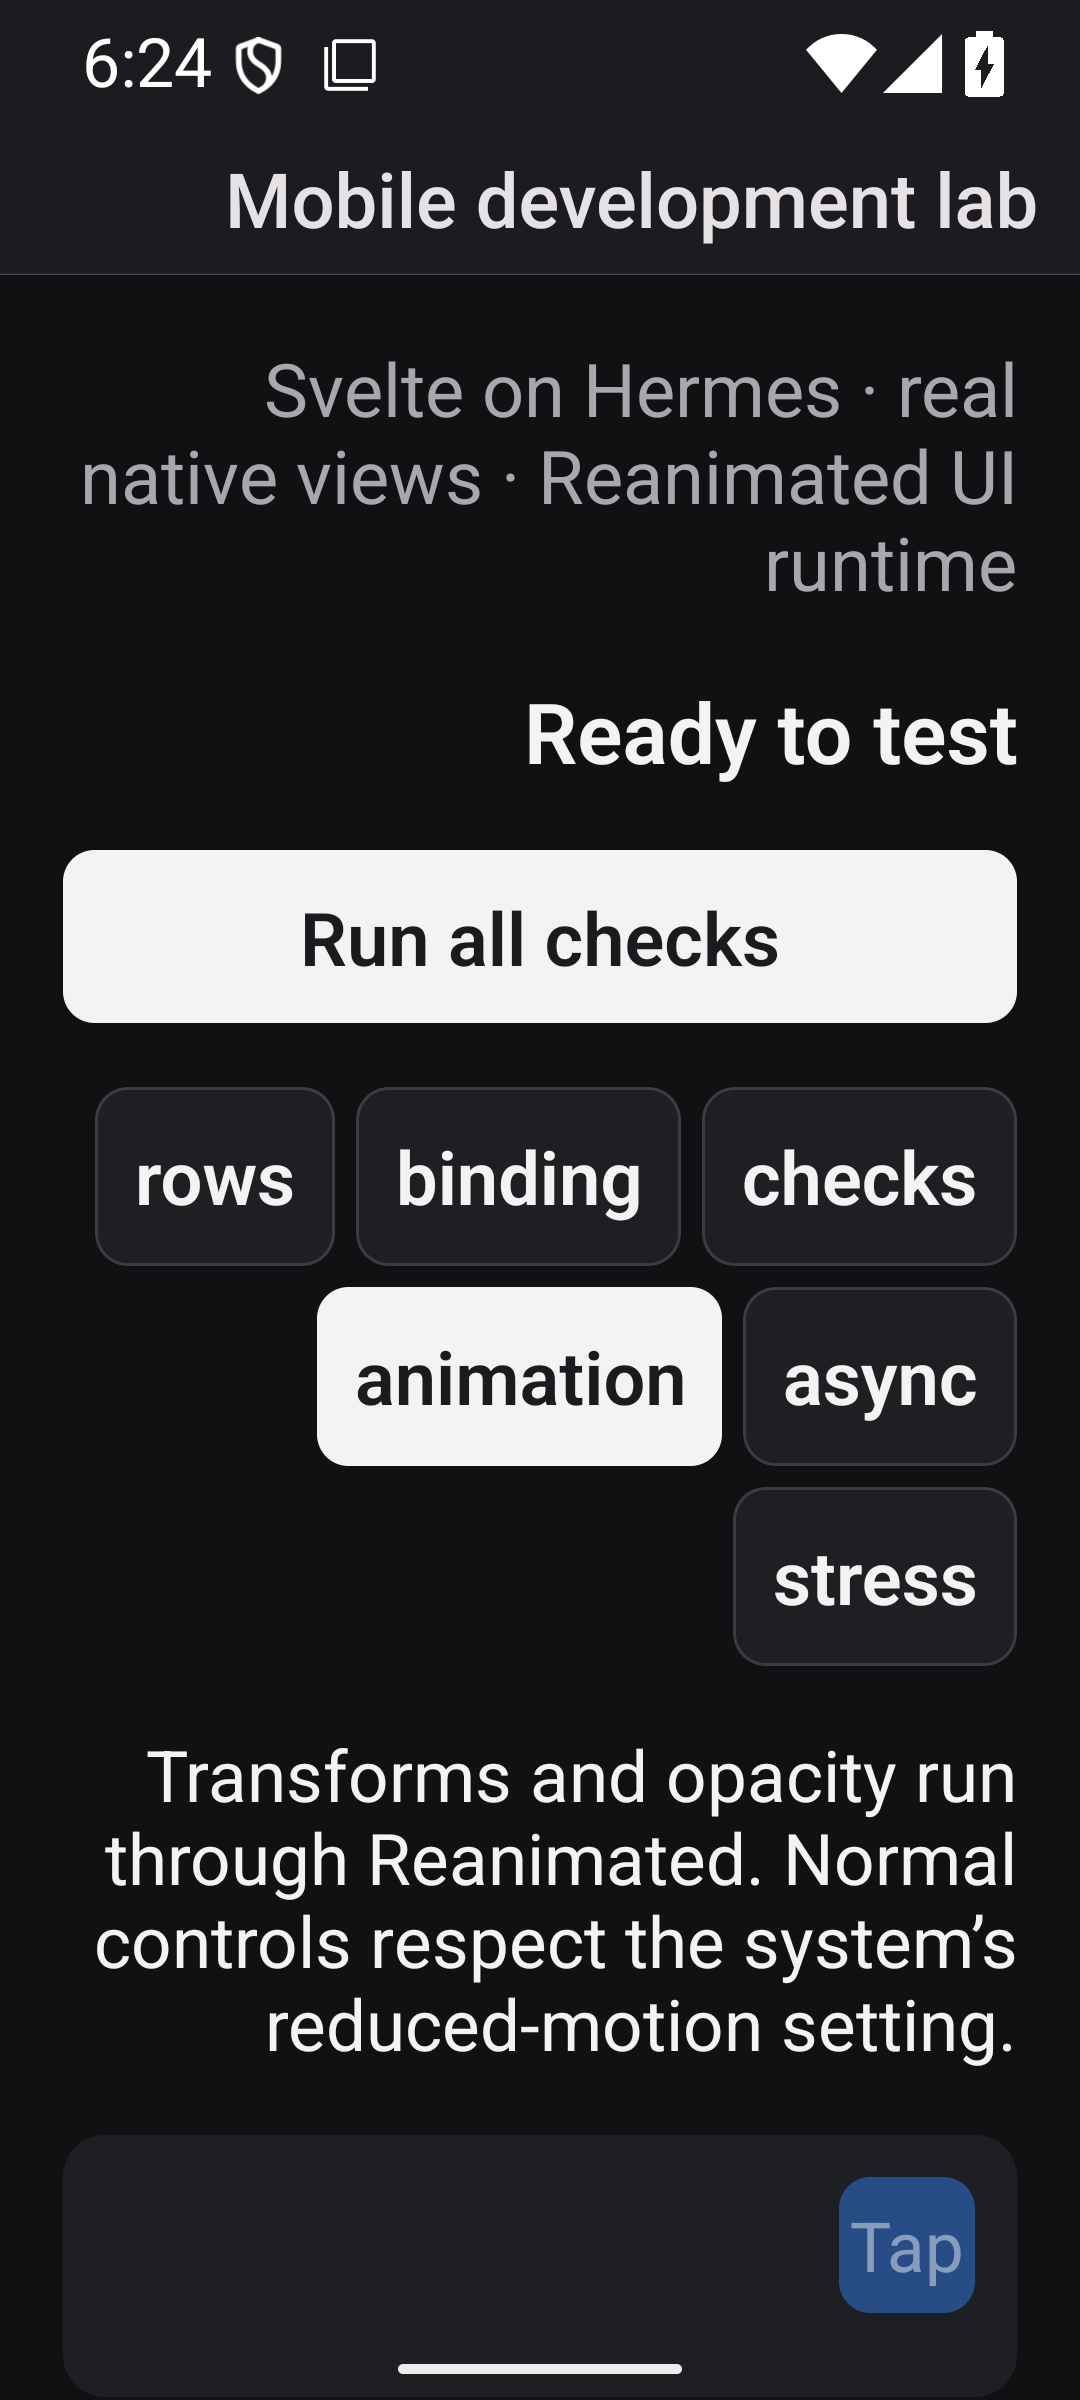 6:24
Mobile development lab
Svelte on Hermes · real
native views · Reanimated UI
runtime
Ready to test
Run all checks
rows binding checks
animation async
stress
Transforms and opacity run
through Reanimated. Normal
controls respect the system’s
reduced-motion setting.
Tap